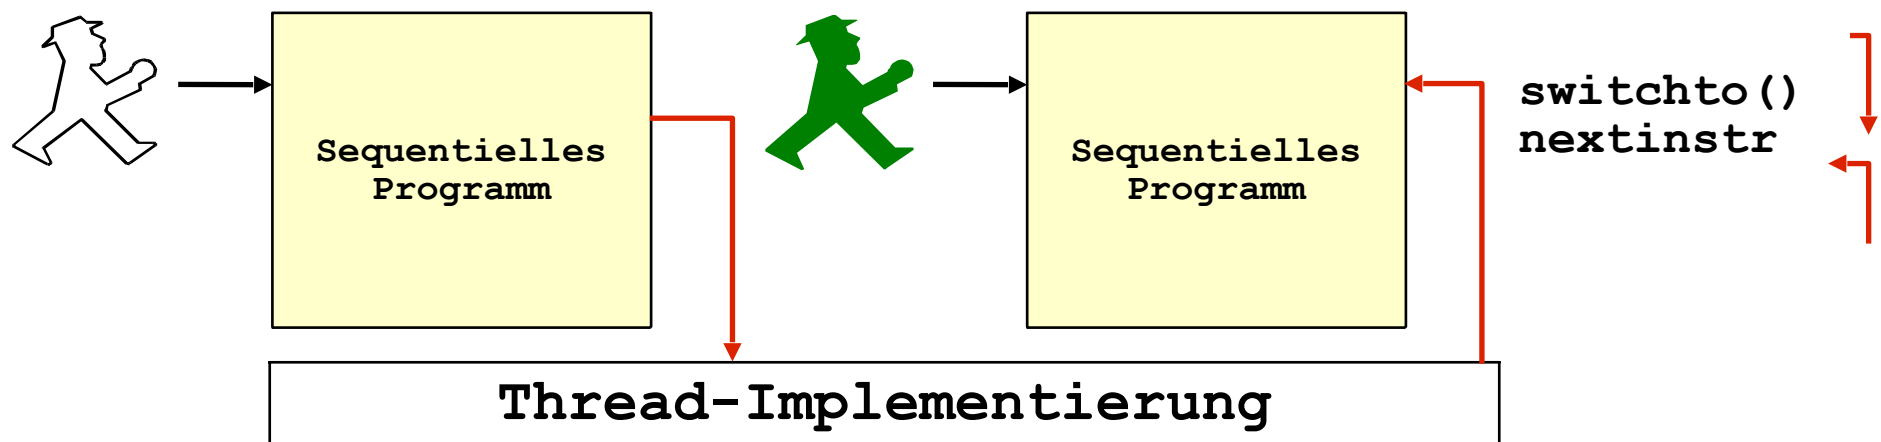 Sequentielles
Programm
Sequentielles
Programm
switchto()
nextinstr
Thread-Implementierung